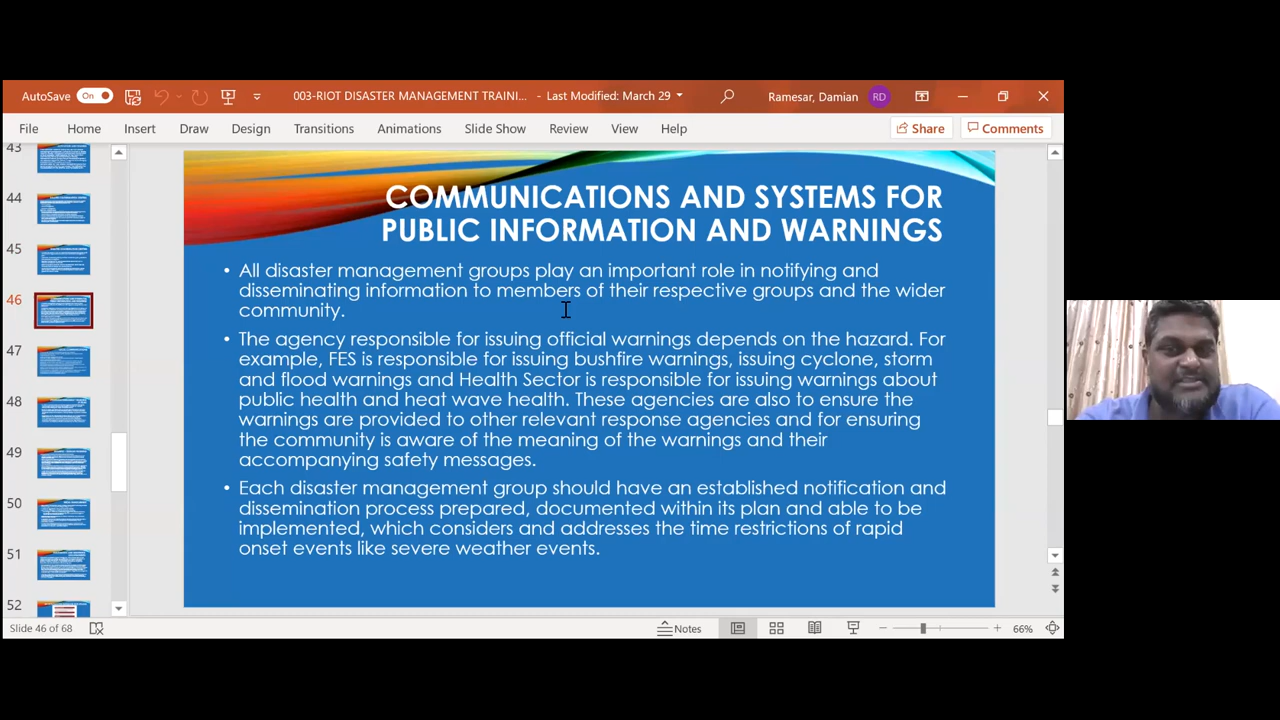 AutoSave On 003-RIOT DISASTER MANAGEMENT TRAINI... - Last Modified: March 29 Ramesar, Damian RD
File Home Insert Draw Design Transitions Animations Slide Show Review View Help Share Comments
43
44
45
46
47
48
49
50
51
52
COMMUNICATIONS AND SYSTEMS FOR
PUBLIC INFORMATION AND WARNINGS
• All disaster management groups play an important role in notifying and
disseminating information to members of their respective groups and the wider
community.
• The agency responsible for issuing official warnings depends on the hazard. For
example, FES is responsible for issuing bushfire warnings, issuing cyclone, storm
and flood warnings and Health Sector is responsible for issuing warnings about
public health and heat wave health. These agencies are also to ensure the
warnings are provided to other relevant response agencies and for ensuring
the community is aware of the meaning of the warnings and their
accompanying safety messages.
• Each disaster management group should have an established notification and
dissemination process prepared, documented within its plan and able to be
implemented, which considers and addresses the time restrictions of rapid
onset events like severe weather events.
Slide 46 of 68 Notes 66%